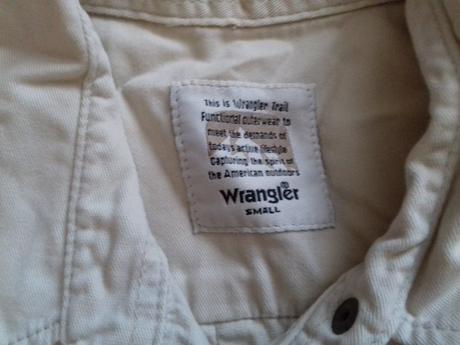 This is Wrangler Trail
Functional outerwear to
meet the demands of
todays active lifestyle
Capturing the spirit of
the American outdoors
Wrangler®
SMALL